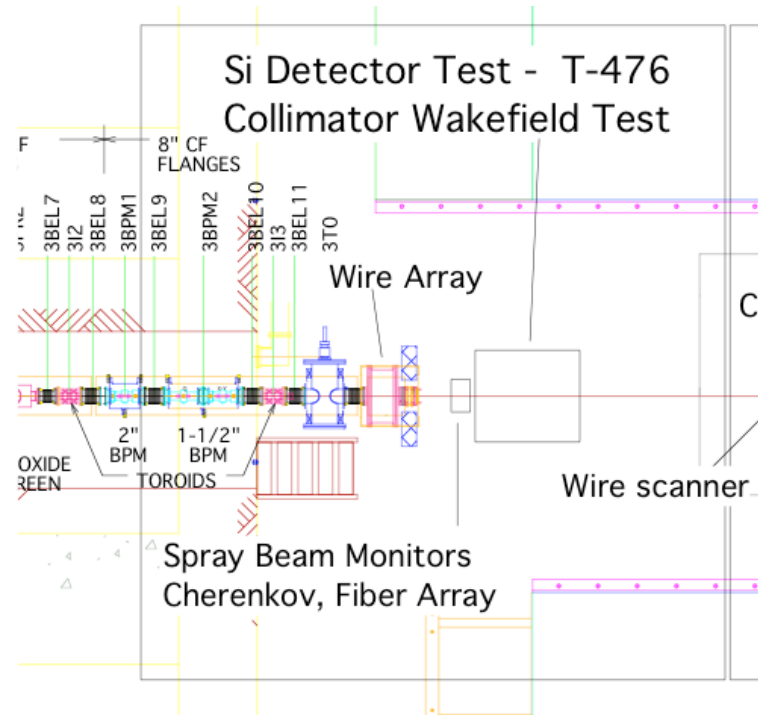 Si Detector Test - T-476
Collimator Wakefield Test
F
8" CF
FLANGES
3BEL7
3I2
3BEL8
3BPM1
3BEL9
3BPM2
3BEL10
3I3
3BEL11
3T0
Wire Array
C
2"
BPM
1-1/2"
BPM
TOROIDS
OXIDE
REEN
Wire scanner
Spray Beam Monitors
Cherenkov, Fiber Array